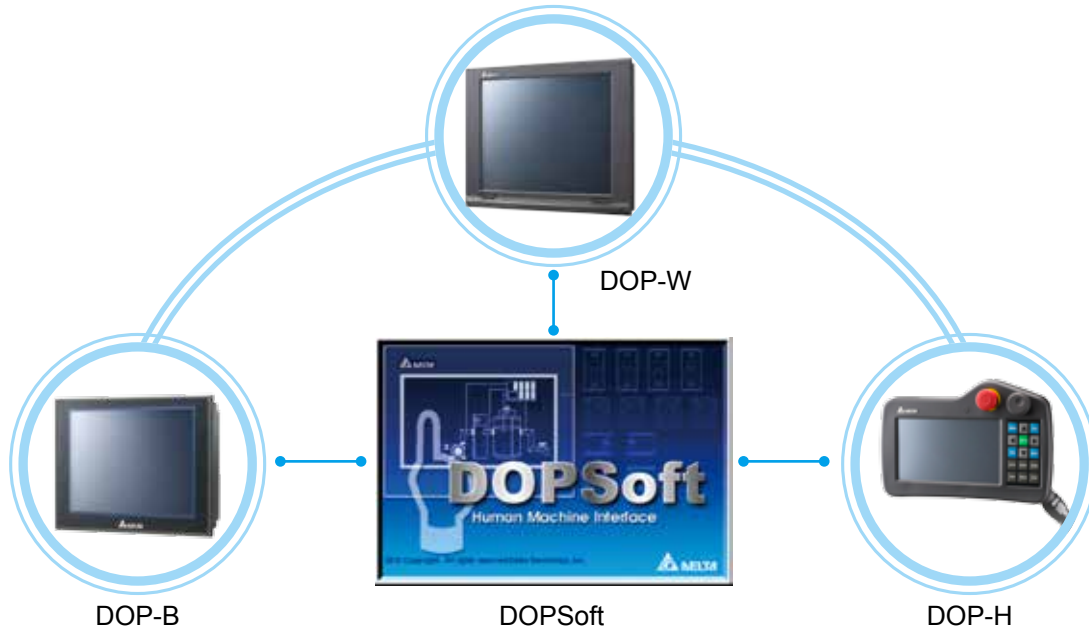 DOP-W
DELTA
DOPSoft
Human Machine Interface
DELTA
DOP-B
DOPSoft
DOP-H